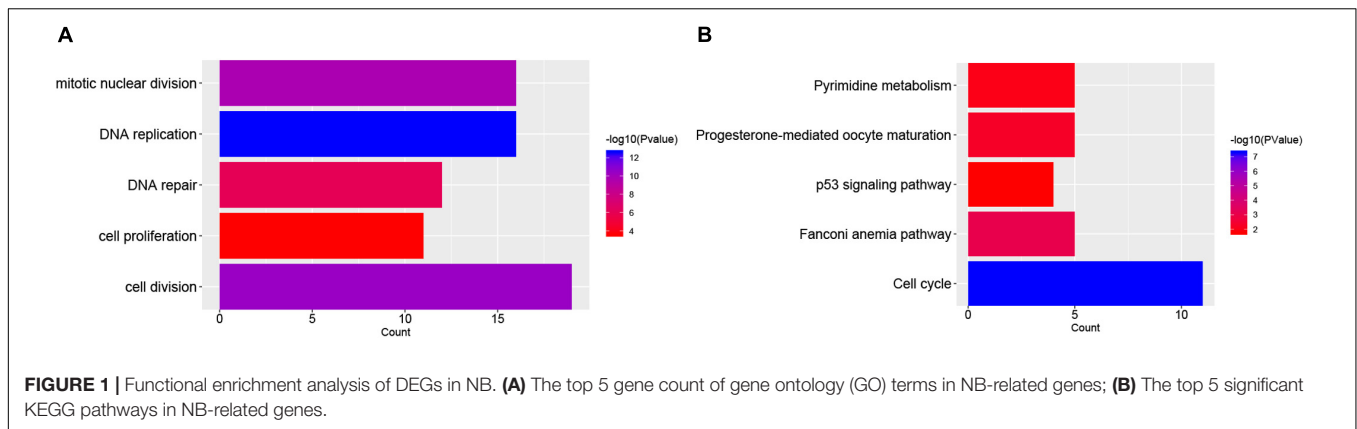 A
mitotic nuclear division
DNA replication
DNA repair
cell proliferation
cell division
0 5 10 15
Count
-log10(Pvalue)
12
10
8
6
4
B
Pyrimidine metabolism
Progesterone-mediated oocyte maturation
p53 signaling pathway
Fanconi anemia pathway
Cell cycle
0 5 10
Count
-log10(PValue)
7
6
5
4
3
2
FIGURE 1 | Functional enrichment analysis of DEGs in NB. (A) The top 5 gene count of gene ontology (GO) terms in NB-related genes; (B) The top 5 significant
KEGG pathways in NB-related genes.